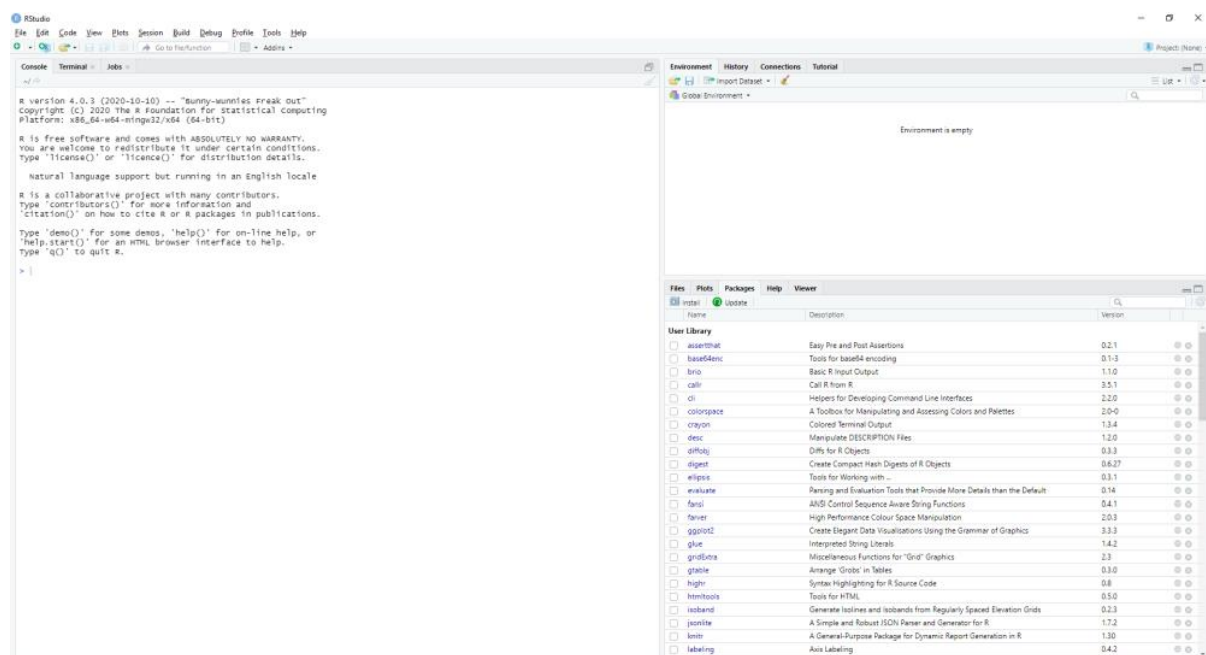 RStudio
File Edit Code View Plots Session Build Debug Profile Tools Help
Go to file/function Addins
Project: (None)
Console Terminal Jobs
~/
R version 4.0.3 (2020-10-10) -- "Bunny-Wunnies Freak Out"
Copyright (C) 2020 The R Foundation for Statistical Computing
Platform: x86_64-w64-mingw32/x64 (64-bit)
R is free software and comes with ABSOLUTELY NO WARRANTY.
You are welcome to redistribute it under certain conditions.
Type 'license()' or 'licence()' for distribution details.
Natural language support but running in an English locale
R is a collaborative project with many contributors.
Type 'contributors()' for more information and
'citation()' on how to cite R or R packages in publications.
Type 'demo()' for some demos, 'help()' for on-line help, or
'help.start()' for an HTML browser interface to help.
Type 'q()' to quit R.
>
Environment History Connections Tutorial
Import Dataset List
Global Environment
Environment is empty
Files Plots Packages Help Viewer
Install Update
Name Description Version
User Library
assertthat Easy Pre and Post Assertions 0.2.1
base64enc Tools for base64 encoding 0.1-3
brio Basic R Input Output 1.1.0
callr Call R from R 3.5.1
cli Helpers for Developing Command Line Interfaces 2.2.0
colorspace A Toolbox for Manipulating and Assessing Colors and Palettes 2.0-0
crayon Colored Terminal Output 1.3.4
desc Manipulate DESCRIPTION Files 1.2.0
diffobj Diffs for R Objects 0.3.3
digest Create Compact Hash Digests of R Objects 0.6.27
ellipsis Tools for Working with ... 0.3.1
evaluate Parsing and Evaluation Tools that Provide More Details than the Default 0.14
fansi ANSI Control Sequence Aware String Functions 0.4.1
farver High Performance Colour Space Manipulation 2.0.3
ggplot2 Create Elegant Data Visualisations Using the Grammar of Graphics 3.3.3
glue Interpreted String Literals 1.4.2
gridExtra Miscellaneous Functions for "Grid" Graphics 2.3
gtable Arrange 'Grobs' in Tables 0.3.0
highr Syntax Highlighting for R Source Code 0.8
htmltools Tools for HTML 0.5.0
isoband Generate Isolines and Isobands from Regularly Spaced Elevation Grids 0.2.3
jsonlite A Simple and Robust JSON Parser and Generator for R 1.7.2
knitr A General-Purpose Package for Dynamic Report Generation in R 1.30
labeling Axis Labeling 0.4.2